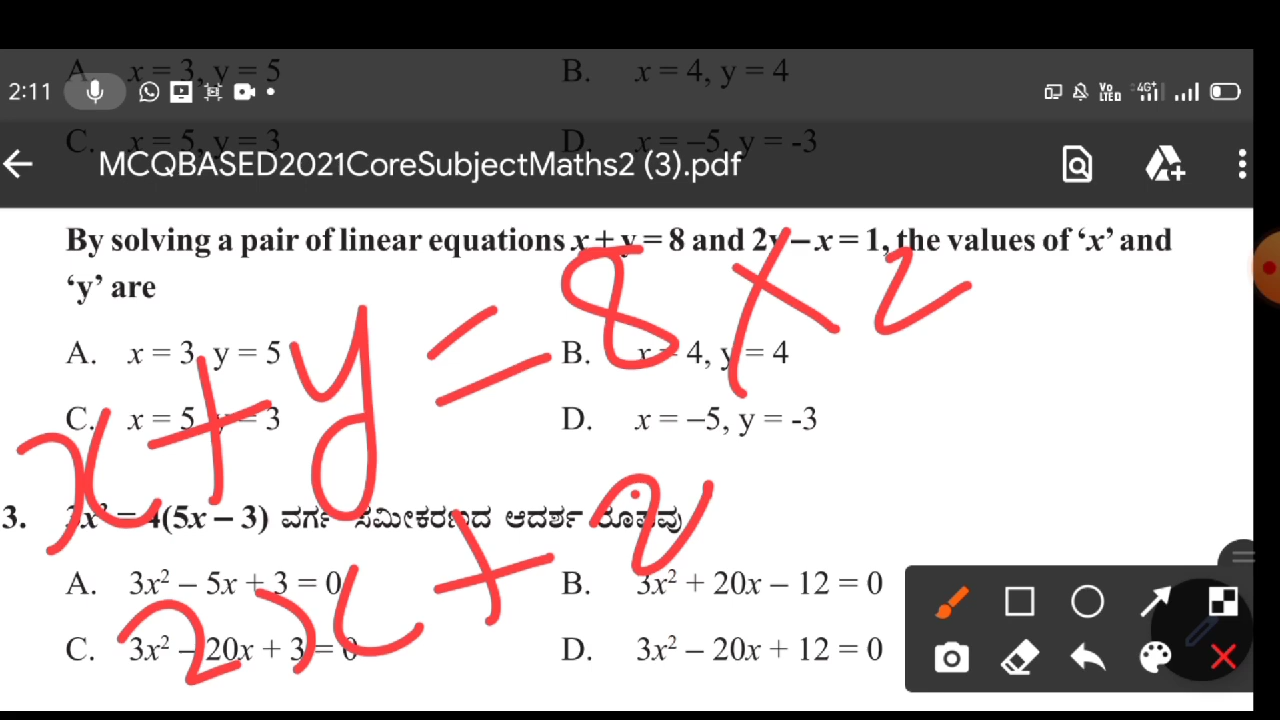 A. x = 3, y = 5 B. x = 4, y = 4
2:11 Vo LTED 4G+
C. x = 5, y = 3 D. x = –5, y = -3
MCQBASED2021CoreSubjectMaths2 (3).pdf
By solving a pair of linear equations x + y = 8 and 2y – x = 1, the values of ‘x’ and
‘y’ are
x + y = 8 × 2
A. x = 3, y = 5 B. x = 4, y = 4
C. x = 5, y = 3 D. x = –5, y = -3
3. 3x² = 4(5x – 3) ವರ್ಗ ಸಮೀಕರಣದ ಆದರ್ಶ ರೂಪವು
2x + 2
A. 3x² – 5x + 3 = 0 B. 3x² + 20x – 12 = 0
C. 3x² – 20x + 3 = 0 D. 3x² – 20x + 12 = 0